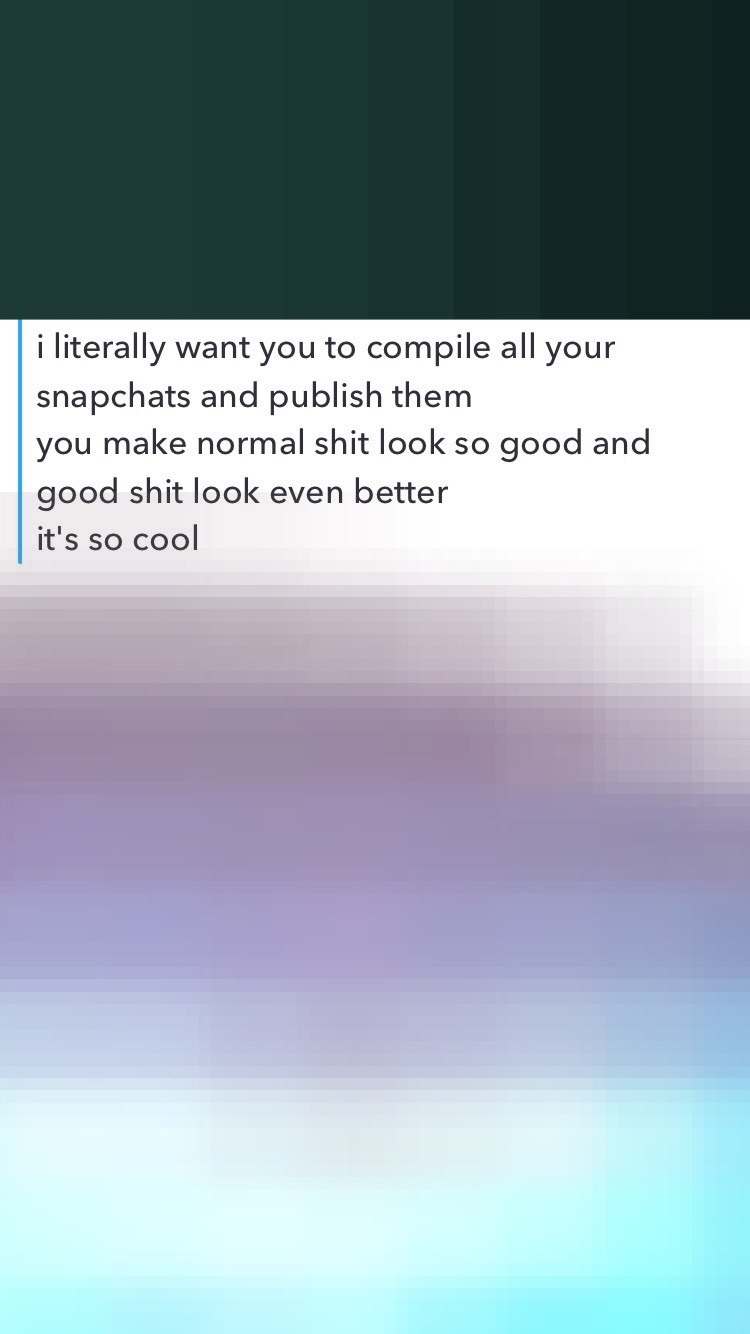 i literally want you to compile all your
snapchats and publish them
you make normal shit look so good and
good shit look even better
it's so cool